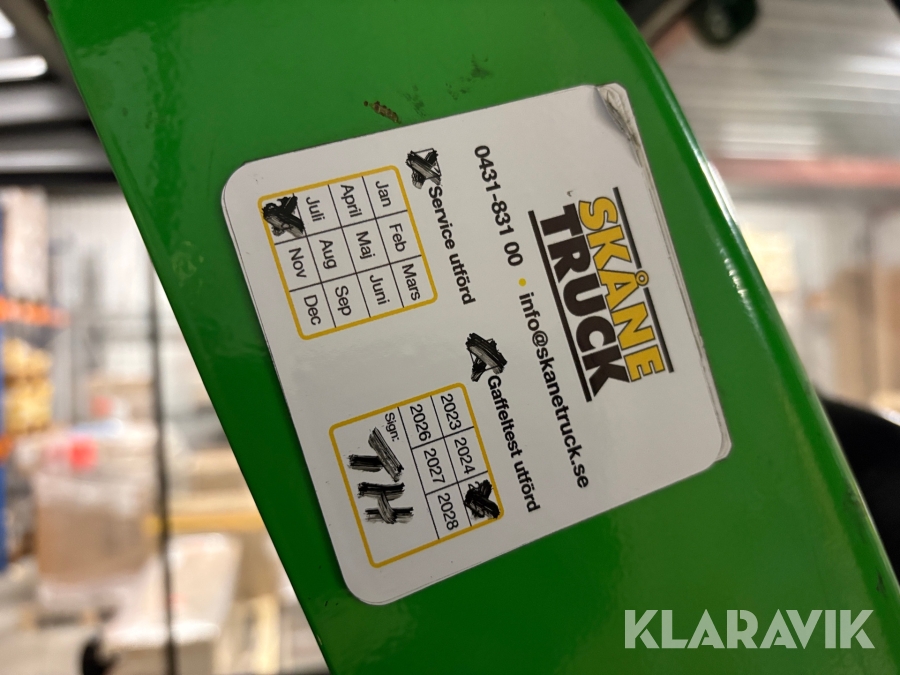 SKÅNE
TRUCK
0431-831 00 • info@skanetruck.se
Service utförd
Gaffeltest utförd
Jan Feb Mars
April Maj Juni
Juli Aug Sep
Nov Dec
2023 2024
2026 2027 2028
Sign: TH
KLARAVIK